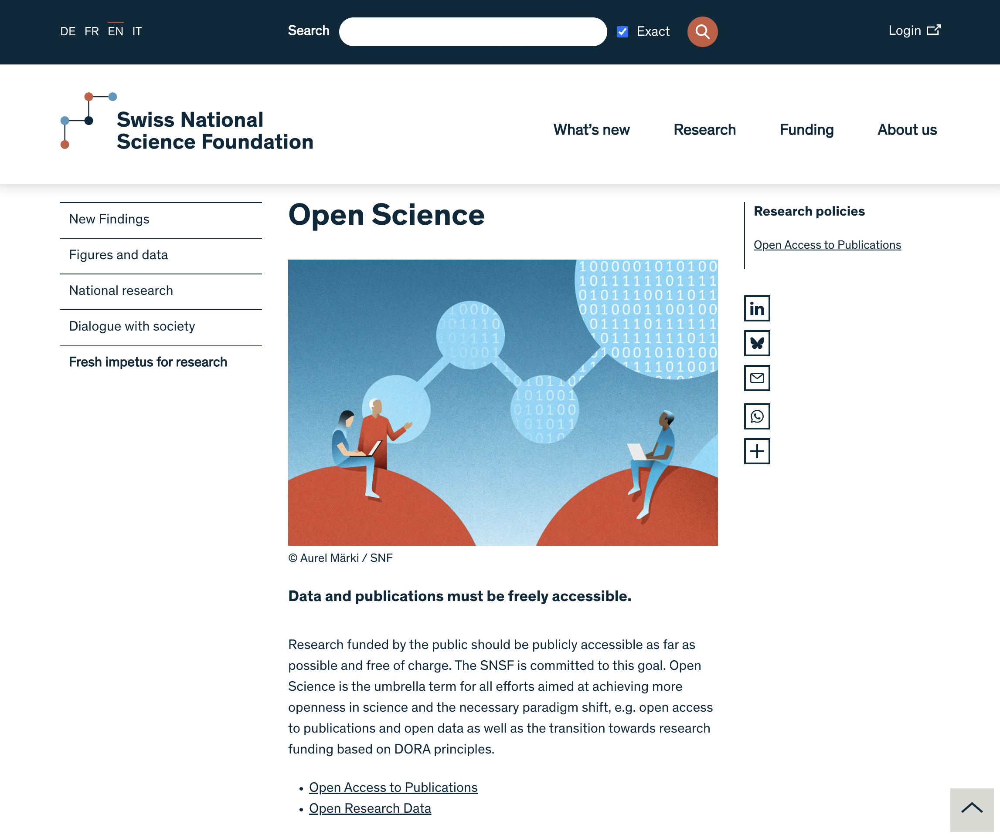 DE FR EN IT
Search
Exact
Login
Swiss National
Science Foundation
What's new
Research
Funding
About us
New Findings
Figures and data
National research
Dialogue with society
Fresh impetus for research
Open Science
© Aurel Märki / SNF
Data and publications must be freely accessible.
Research funded by the public should be publicly accessible as far as
possible and free of charge. The SNSF is committed to this goal. Open
Science is the umbrella term for all efforts aimed at achieving more
openness in science and the necessary paradigm shift, e.g. open access
to publications and open data as well as the transition towards research
funding based on DORA principles.
• Open Access to Publications
• Open Research Data
Research policies
Open Access to Publications
in